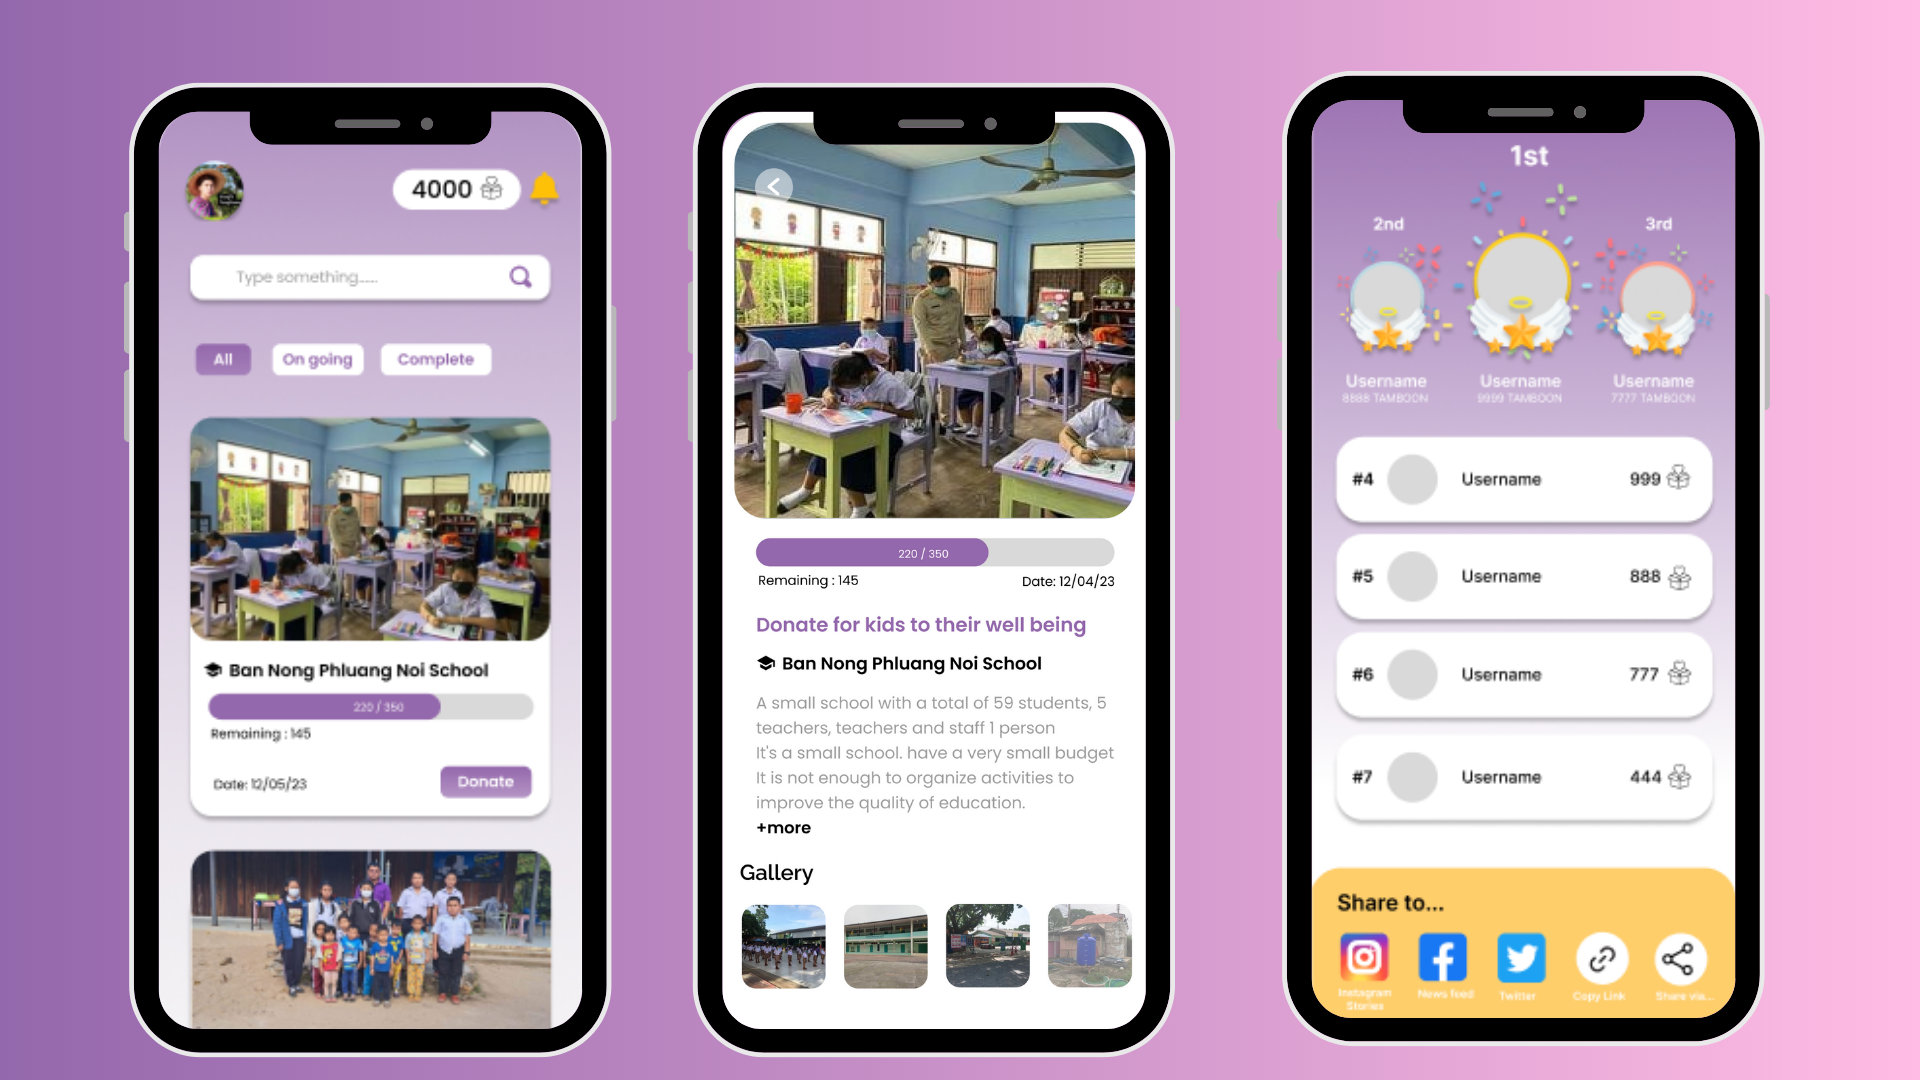 4000
Type something......
All
On going
Complete
Ban Nong Phluang Noi School
220 / 350
Remaining : 145
Date: 12/05/23
Donate
220 / 350
Remaining : 145
Date: 12/04/23
Donate for kids to their well being
Ban Nong Phluang Noi School
A small school with a total of 59 students, 5
teachers, teachers and staff 1 person
It's a small school. have a very small budget
It is not enough to organize activities to
improve the quality of education.
+more
Gallery
1st
2nd
3rd
Username
Username
Username
8888 TAMBOON
9999 TAMBOON
7777 TAMBOON
#4
Username
999
#5
Username
888
#6
Username
777
#7
Username
444
Share to...
Instagram
Stories
News feed
Twitter
Copy Link
Share via...